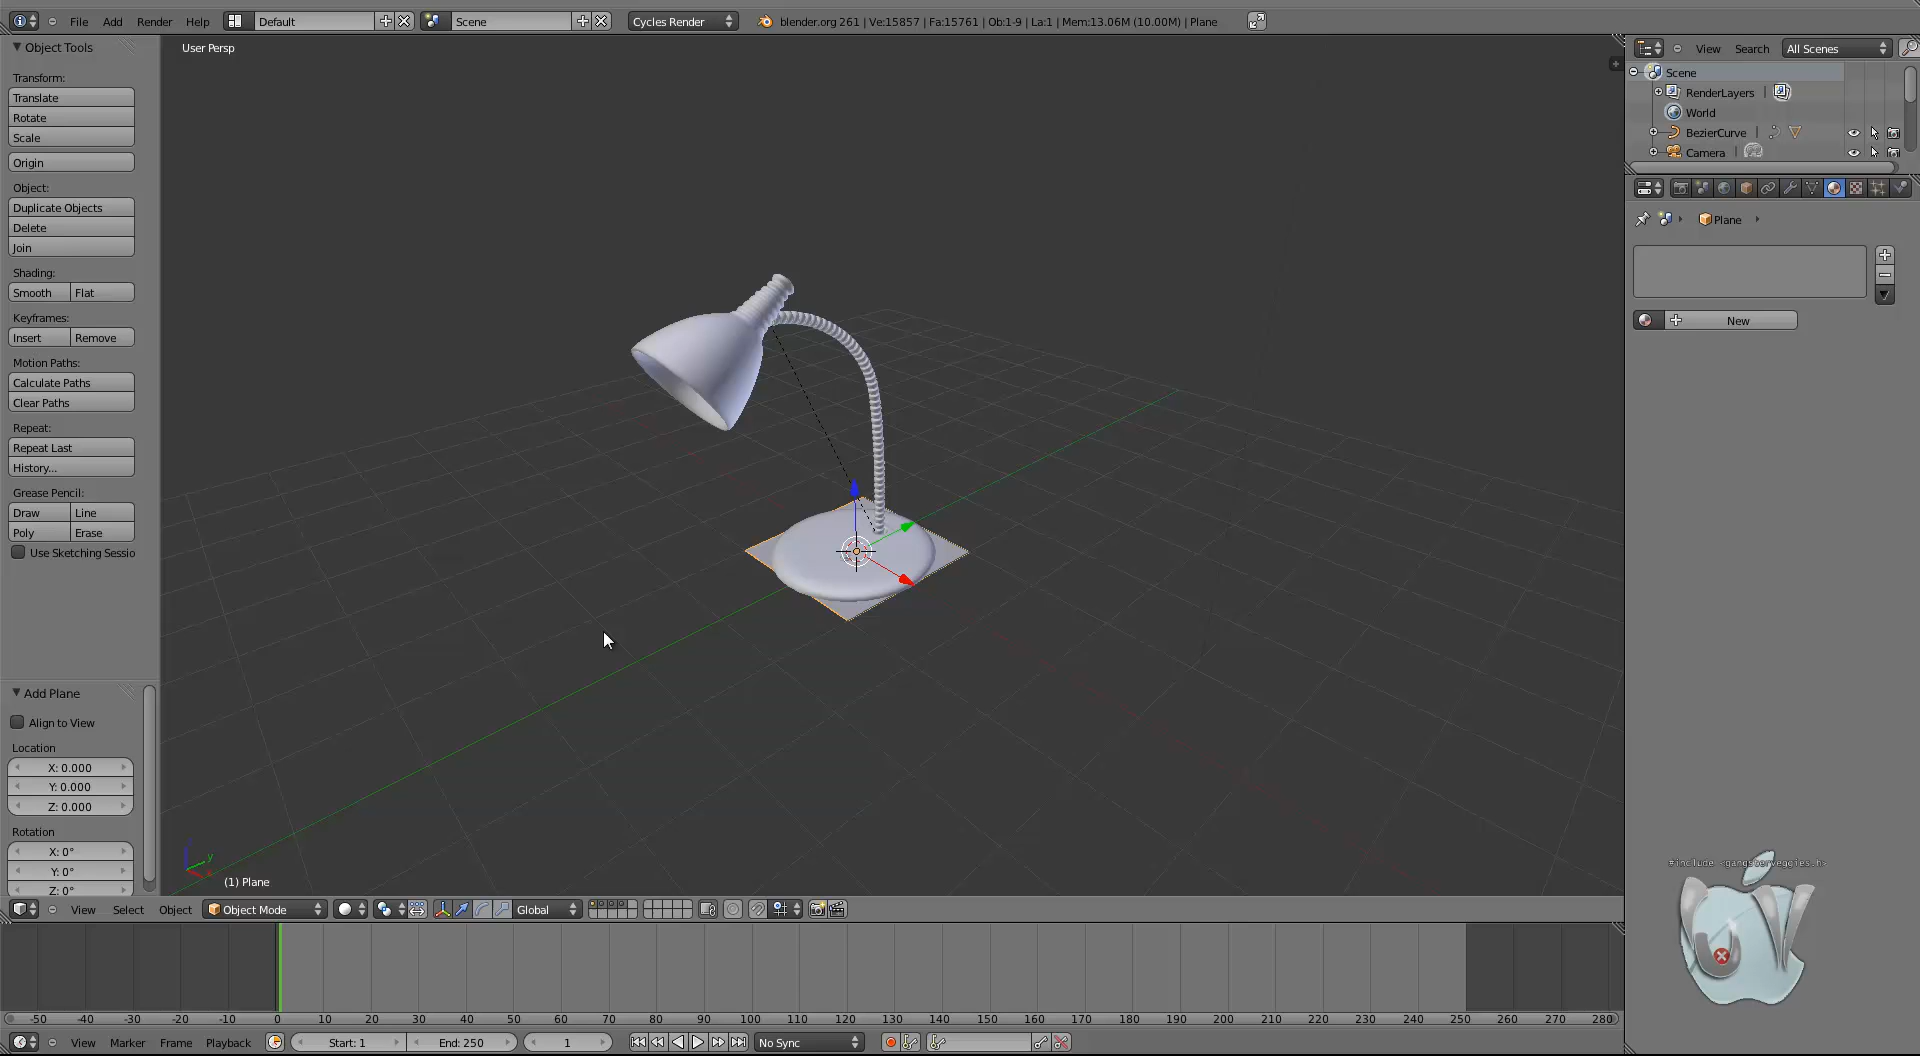 File Add Render Help Default Scene Cycles Render blender.org 261 | Ve:15857 | Fa:15761 | Ob:1-9 | La:1 | Mem:13.06M (10.00M) | Plane
Object Tools
Transform:
Translate
Rotate
Scale
Origin
Object:
Duplicate Objects
Delete
Join
Shading:
Smooth Flat
Keyframes:
Insert Remove
Motion Paths:
Calculate Paths
Clear Paths
Repeat:
Repeat Last
History...
Grease Pencil:
Draw Line
Poly Erase
Use Sketching Sessio
Add Plane
Align to View
Location
X: 0.000
Y: 0.000
Z: 0.000
Rotation
X: 0°
Y: 0°
Z: 0°
User Persp
y
(1) Plane
View Search All Scenes
Scene
RenderLayers |
World
BezierCurve |
Camera |
Plane
New
#include <gangsterveggies.h>
View Select Object Object Mode Global
-50 -40 -30 -20 -10 0 10 20 30 40 50 60 70 80 90 100 110 120 130 140 150 160 170 180 190 200 210 220 230 240 250 260 270 280
View Marker Frame Playback Start: 1 End: 250 1 No Sync